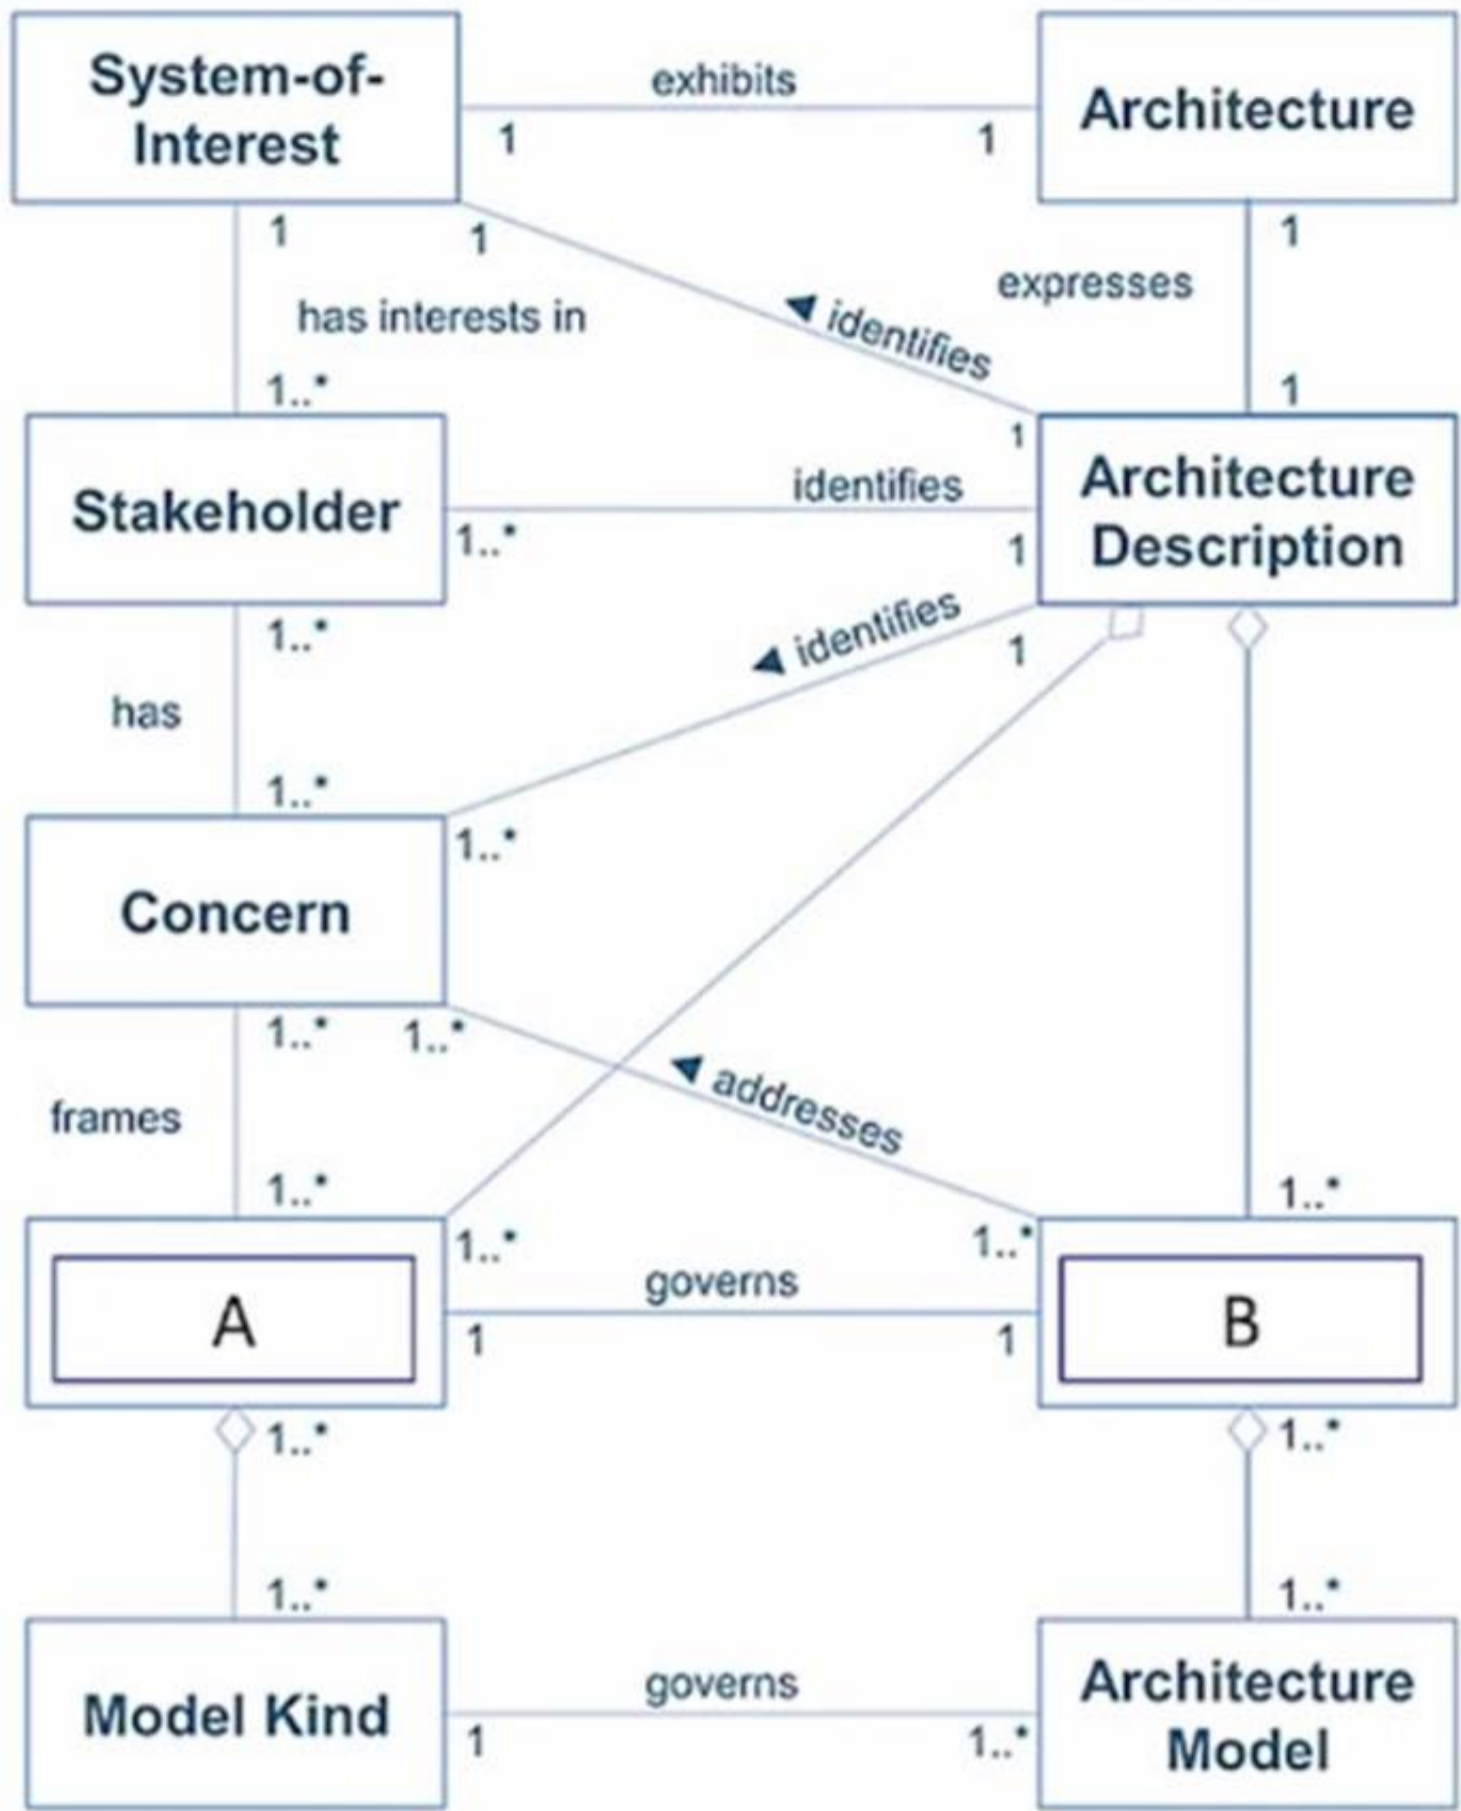 System-of-
Interest
exhibits
Architecture
1
1
1
1
1
has interests in
expresses
identifies
1..*
1
1
Stakeholder
identifies
Architecture
Description
1..*
1
1..*
identifies
1
has
1..*
1..*
Concern
1..*
1..*
addresses
frames
1..*
1..*
1..*
1..*
governs
A
B
1
1
1..*
1..*
1..*
1..*
Model Kind
governs
Architecture
Model
1
1..*